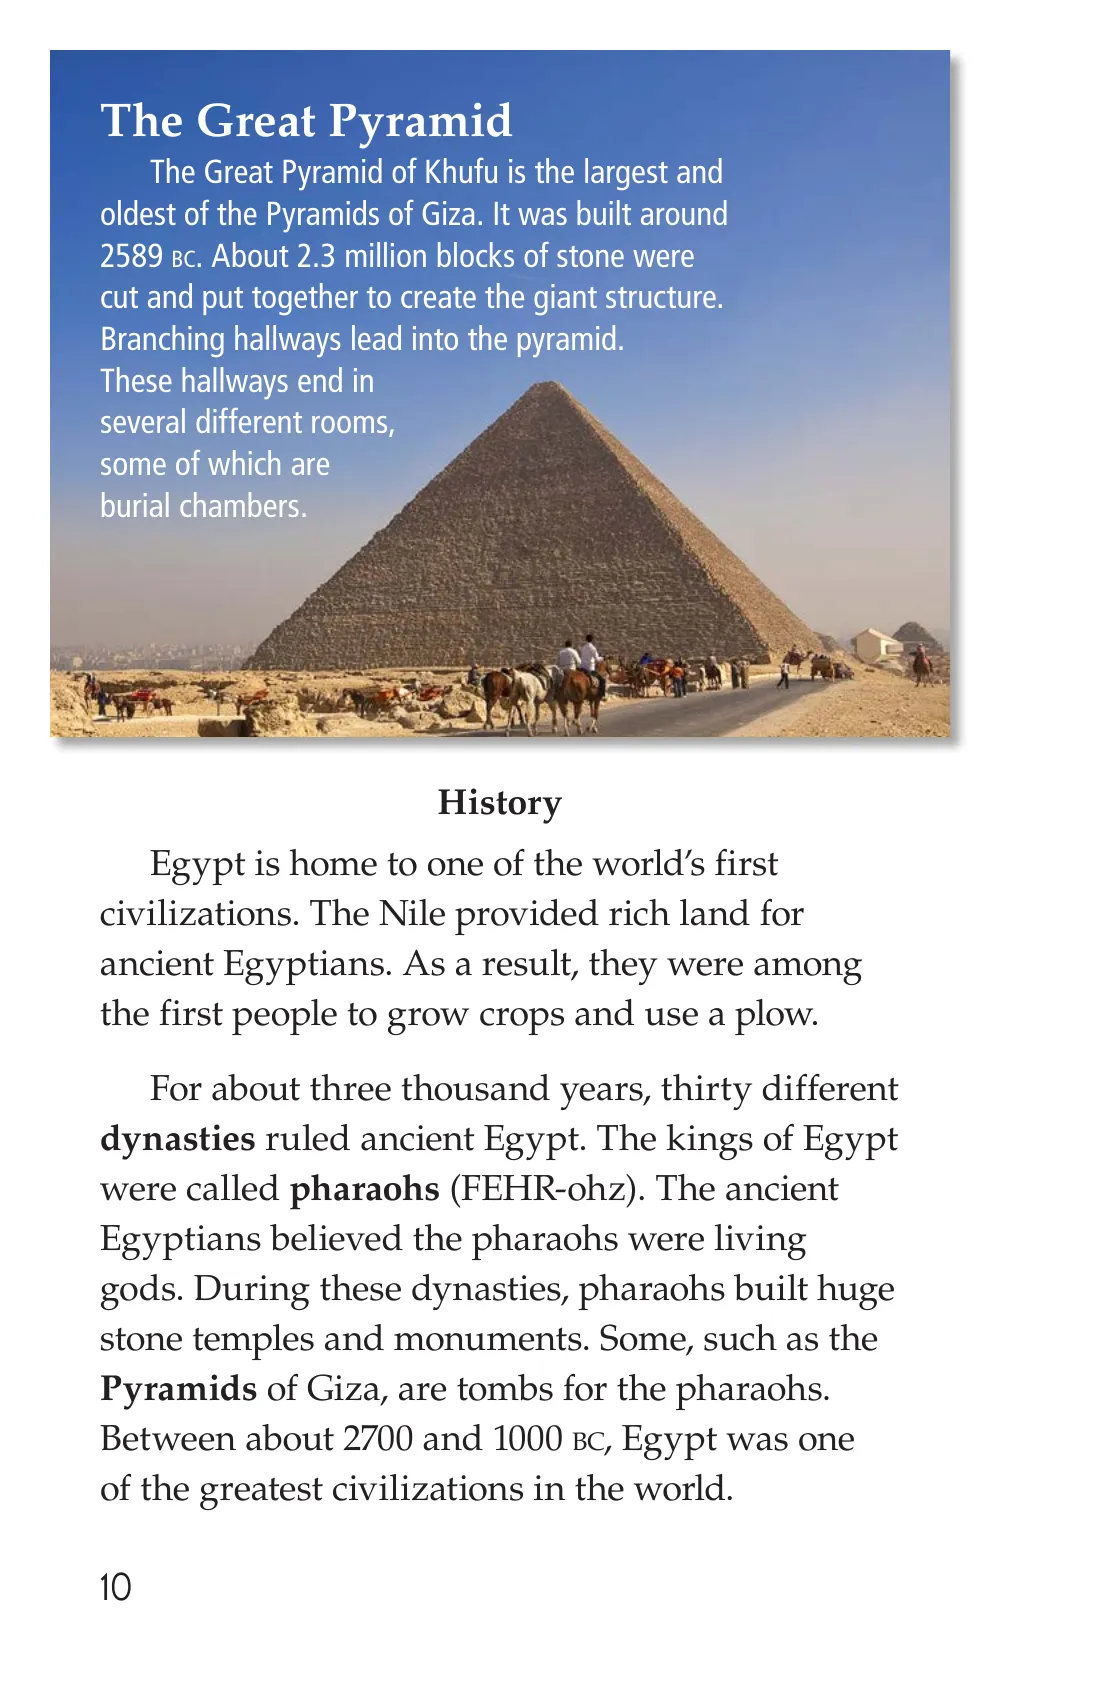 The Great Pyramid
The Great Pyramid of Khufu is the largest and
oldest of the Pyramids of Giza. It was built around
2589 BC. About 2.3 million blocks of stone were
cut and put together to create the giant structure.
Branching hallways lead into the pyramid.
These hallways end in
several different rooms,
some of which are
burial chambers.
History
Egypt is home to one of the world’s first
civilizations. The Nile provided rich land for
ancient Egyptians. As a result, they were among
the first people to grow crops and use a plow.
For about three thousand years, thirty different
dynasties ruled ancient Egypt. The kings of Egypt
were called pharaohs (FEHR-ohz). The ancient
Egyptians believed the pharaohs were living
gods. During these dynasties, pharaohs built huge
stone temples and monuments. Some, such as the
Pyramids of Giza, are tombs for the pharaohs.
Between about 2700 and 1000 BC, Egypt was one
of the greatest civilizations in the world.
10